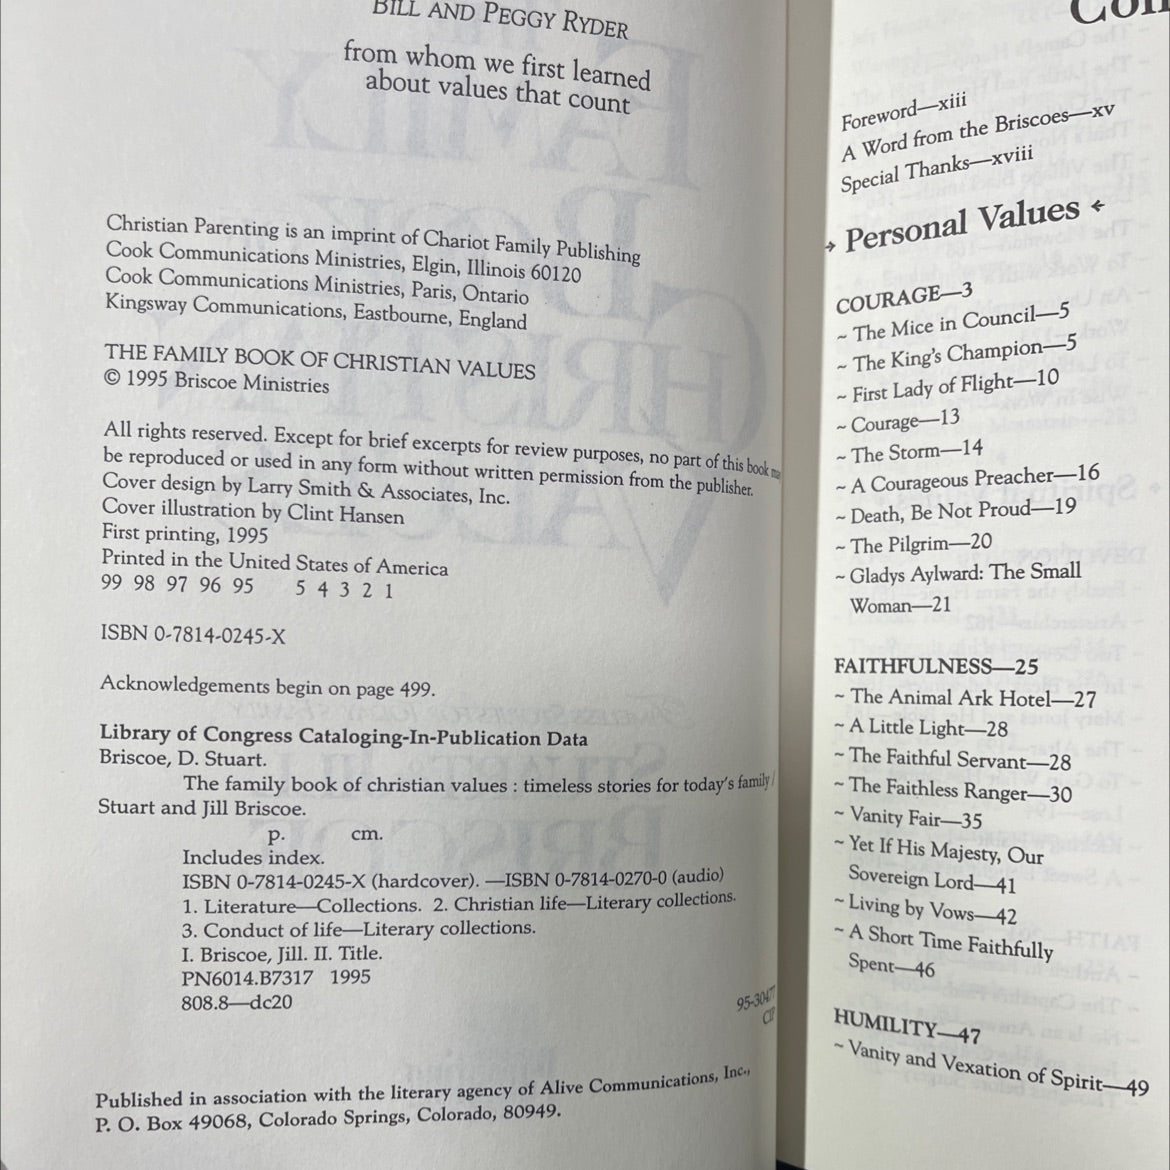 BILL AND PEGGY RYDER
from whom we first learned
about values that count
Christian Parenting is an imprint of Chariot Family Publishing
Cook Communications Ministries, Elgin, Illinois 60120
Cook Communications Ministries, Paris, Ontario
Kingsway Communications, Eastbourne, England
THE FAMILY BOOK OF CHRISTIAN VALUES
© 1995 Briscoe Ministries
All rights reserved. Except for brief excerpts for review purposes, no part of this book
be reproduced or used in any form without written permission from the publisher.
Cover design by Larry Smith & Associates, Inc.
Cover illustration by Clint Hansen
First printing, 1995
Printed in the United States of America
99 98 97 96 95 5 4 3 2 1
ISBN 0-7814-0245-X
Acknowledgements begin on page 499.
Library of Congress Cataloging-In-Publication Data
Briscoe, D. Stuart.
The family book of christian values : timeless stories for today's family /
Stuart and Jill Briscoe.
p. cm.
Includes index.
ISBN 0-7814-0245-X (hardcover). —ISBN 0-7814-0270-0 (audio)
1. Literature—Collections. 2. Christian life—Literary collections.
3. Conduct of life—Literary collections.
I. Briscoe, Jill. II. Title.
PN6014.B7317 1995
808.8—dc20
95-30477
CIP
Published in association with the literary agency of Alive Communications, Inc.,
P. O. Box 49068, Colorado Springs, Colorado, 80949.
Foreword—xiii
A Word from the Briscoes—xv
Special Thanks—xviii
Personal Values
COURAGE—3
~ The Mice in Council—5
~ The King's Champion—5
~ First Lady of Flight—10
~ Courage—13
~ The Storm—14
~ A Courageous Preacher—16
~ Death, Be Not Proud—19
~ The Pilgrim—20
~ Gladys Aylward: The Small
Woman—21
FAITHFULNESS—25
~ The Animal Ark Hotel—27
~ A Little Light—28
~ The Faithful Servant—28
~ The Faithless Ranger—30
~ Vanity Fair—35
~ Yet If His Majesty, Our
Sovereign Lord—41
~ Living by Vows—42
~ A Short Time Faithfully
Spent—46
HUMILITY—47
~ Vanity and Vexation of Spirit—49